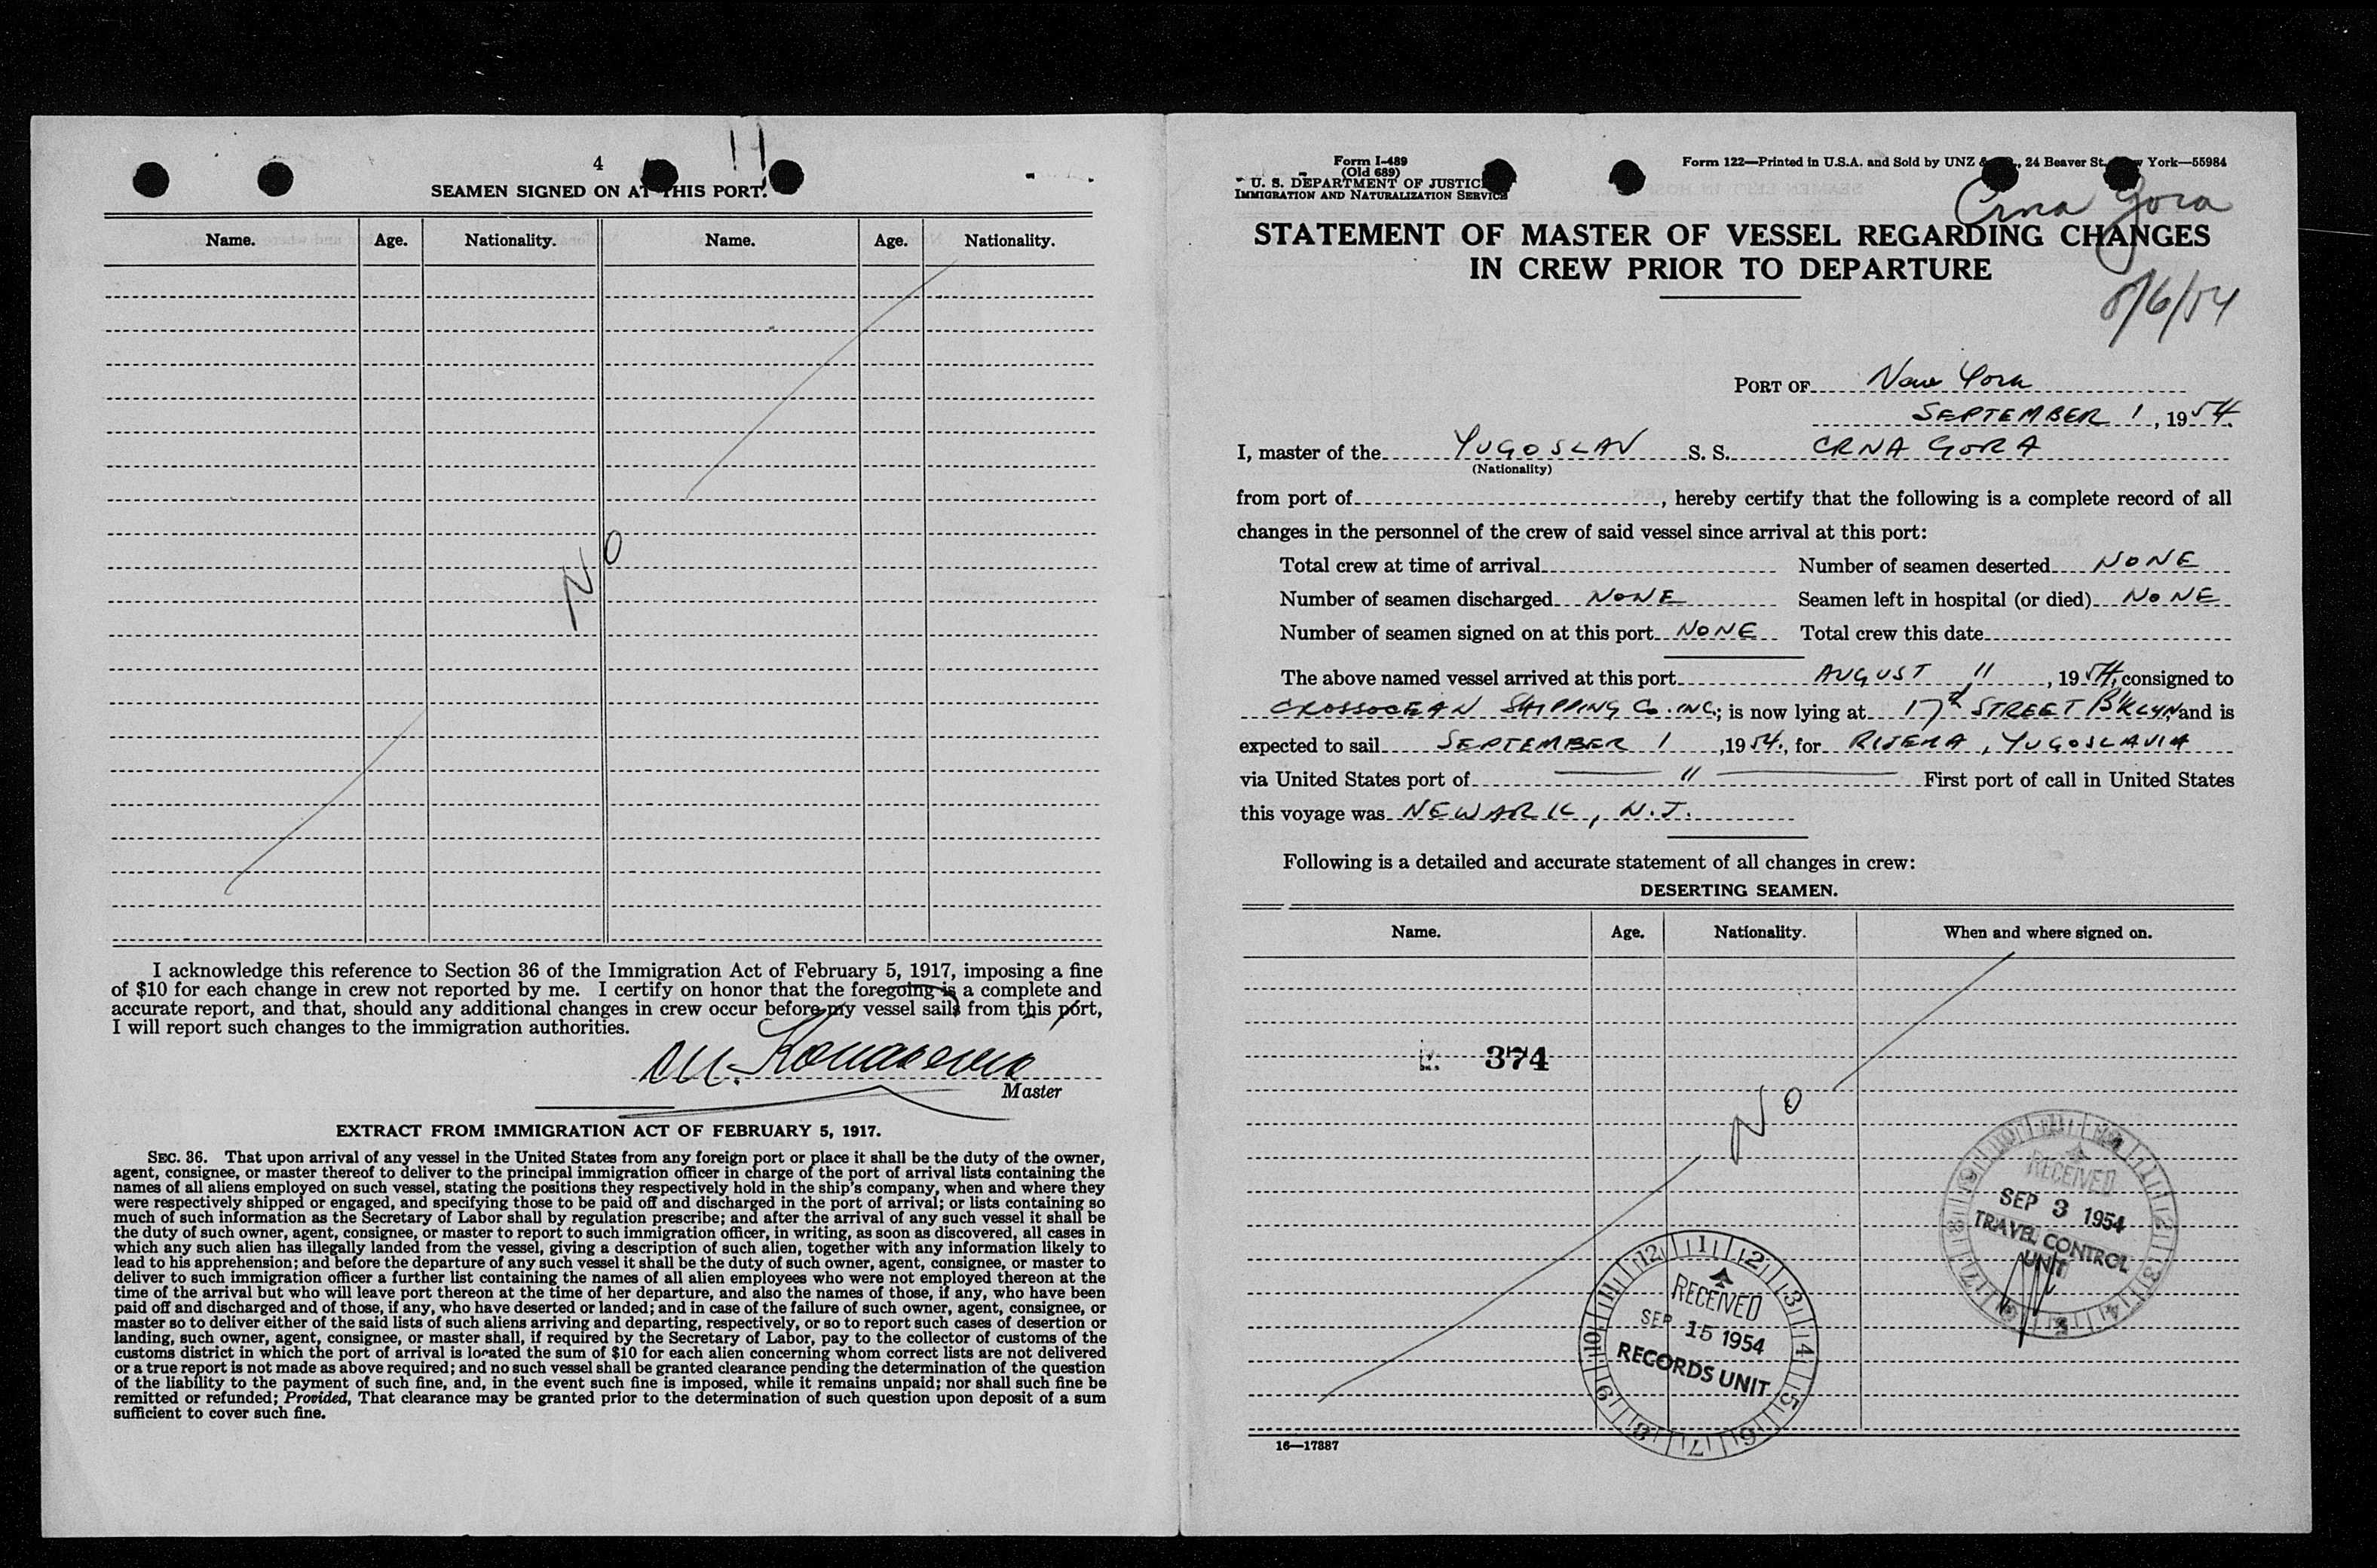 4
SEAMEN SIGNED ON AT THIS PORT.
Name. Age. Nationality. Name. Age. Nationality.
No
I acknowledge this reference to Section 36 of the Immigration Act of February 5, 1917, imposing a fine
of $10 for each change in crew not reported by me. I certify on honor that the foregoing is a complete and
accurate report, and that, should any additional changes in crew occur before my vessel sails from this port,
I will report such changes to the immigration authorities.
M.
Master
EXTRACT FROM IMMIGRATION ACT OF FEBRUARY 5, 1917.
SEC. 36. That upon arrival of any vessel in the United States from any foreign port or place it shall be the duty of the owner,
agent, consignee, or master thereof to deliver to the principal immigration officer in charge of the port of arrival lists containing the
names of all aliens employed on such vessel, stating the positions they respectively hold in the ship's company, when and where they
were respectively shipped or engaged, and specifying those to be paid off and discharged in the port of arrival; or lists containing so
much of such information as the Secretary of Labor shall by regulation prescribe; and after the arrival of any such vessel it shall be
the duty of such owner, agent, consignee, or master to report to such immigration officer, in writing, as soon as discovered, all cases in
which any such alien has illegally landed from the vessel, giving a description of such alien, together with any information likely to
lead to his apprehension; and before the departure of any such vessel it shall be the duty of such owner, agent, consignee, or master to
deliver to such immigration officer a further list containing the names of all alien employees who were not employed thereon at the
time of the arrival but who will leave port thereon at the time of her departure, and also the names of those, if any, who have been
paid off and discharged and of those, if any, who have deserted or landed; and in case of the failure of such owner, agent, consignee, or
master so to deliver either of the said lists of such aliens arriving and departing, respectively, or so to report such cases of desertion or
landing, such owner, agent, consignee, or master shall, if required by the Secretary of Labor, pay to the collector of customs of the
customs district in which the port of arrival is located the sum of $10 for each alien concerning whom correct lists are not delivered
or a true report is not made as above required; and no such vessel shall be granted clearance pending the determination of the question
of the liability to the payment of such fine, and, in the event such fine is imposed, while it remains unpaid; nor shall such fine be
remitted or refunded; Provided, That clearance may be granted prior to the determination of such question upon deposit of a sum
sufficient to cover such fine.
Form I-489
(Old 689)
U. S. DEPARTMENT OF JUSTICE
IMMIGRATION AND NATURALIZATION SERVICE
Form 122—Printed in U.S.A. and Sold by UNZ & , 24 Beaver St. York—55984
Crna Gora
STATEMENT OF MASTER OF VESSEL REGARDING CHANGES
IN CREW PRIOR TO DEPARTURE
PORT OF New York
SEPTEMBER 1, 1954
I, master of the YUGOSLAV S. S. CRNA GORA
(Nationality)
from port of , hereby certify that the following is a complete record of all
changes in the personnel of the crew of said vessel since arrival at this port:
Total crew at time of arrival Number of seamen deserted NONE
Number of seamen discharged NONE Seamen left in hospital (or died) NONE
Number of seamen signed on at this port NONE Total crew this date
The above named vessel arrived at this port AUGUST 11, 1954, consigned to
CROSSOCEAN SHIPPING Co. INC.; is now lying at 17th STREET B'KLYN and is
expected to sail SEPTEMBER 1, 1954, for RIJEKA, YUGOSLAVIA
via United States port of — " — First port of call in United States
this voyage was NEWARK, N.J.
Following is a detailed and accurate statement of all changes in crew:
DESERTING SEAMEN.
Name. Age. Nationality. When and where signed on.
374
No
RECEIVED
SEP 3 1954
TRAVEL CONTROL
UNIT
12 1 2 3 4 5 6 7 8 9 10 11
RECEIVED
SEP 15 1954
RECORDS UNIT
16—17887